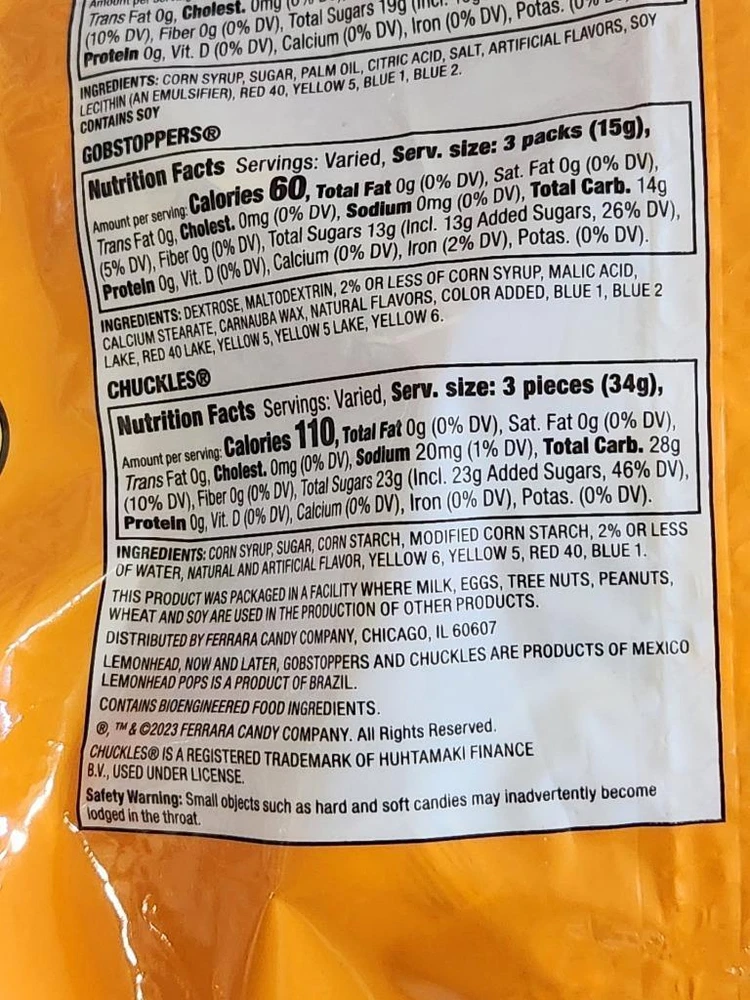 Trans Fat 0g, Cholest. 0mg
(10% DV), Fiber 0g (0% DV), Total Sugars 19g
Protein 0g, Vit. D (0% DV), Calcium (0% DV), Iron (0% DV), Potas.
INGREDIENTS: CORN SYRUP, SUGAR, PALM OIL, CITRIC ACID, SALT, ARTIFICIAL FLAVORS, SOY
LECITHIN (AN EMULSIFIER), RED 40, YELLOW 5, BLUE 1, BLUE 2.
CONTAINS SOY
GOBSTOPPERS®
Nutrition Facts Servings: Varied, Serv. size: 3 packs (15g),
Amount per serving: Calories 60, Total Fat 0g (0% DV), Sat. Fat 0g (0% DV),
Trans Fat 0g, Cholest. 0mg (0% DV), Sodium 0mg (0% DV), Total Carb. 14g
(5% DV), Fiber 0g (0% DV), Total Sugars 13g (Incl. 13g Added Sugars, 26% DV),
Protein 0g, Vit. D (0% DV), Calcium (0% DV), Iron (2% DV), Potas. (0% DV).
INGREDIENTS: DEXTROSE, MALTODEXTRIN, 2% OR LESS OF CORN SYRUP, MALIC ACID,
CALCIUM STEARATE, CARNAUBA WAX, NATURAL FLAVORS, COLOR ADDED, BLUE 1, BLUE 2
LAKE, RED 40 LAKE, YELLOW 5, YELLOW 5 LAKE, YELLOW 6.
CHUCKLES®
Nutrition Facts Servings: Varied, Serv. size: 3 pieces (34g),
Amount per serving: Calories 110, Total Fat 0g (0% DV), Sat. Fat 0g (0% DV),
Trans Fat 0g, Cholest. 0mg (0% DV), Sodium 20mg (1% DV), Total Carb. 28g
(10% DV), Fiber 0g (0% DV), Total Sugars 23g (Incl. 23g Added Sugars, 46% DV),
Protein 0g, Vit. D (0% DV), Calcium (0% DV), Iron (0% DV), Potas. (0% DV).
INGREDIENTS: CORN SYRUP, SUGAR, CORN STARCH, MODIFIED CORN STARCH, 2% OR LESS
OF WATER, NATURAL AND ARTIFICIAL FLAVOR, YELLOW 6, YELLOW 5, RED 40, BLUE 1.
THIS PRODUCT WAS PACKAGED IN A FACILITY WHERE MILK, EGGS, TREE NUTS, PEANUTS,
WHEAT AND SOY ARE USED IN THE PRODUCTION OF OTHER PRODUCTS.
DISTRIBUTED BY FERRARA CANDY COMPANY, CHICAGO, IL 60607
LEMONHEAD, NOW AND LATER, GOBSTOPPERS AND CHUCKLES ARE PRODUCTS OF MEXICO
LEMONHEAD POPS IS A PRODUCT OF BRAZIL.
CONTAINS BIOENGINEERED FOOD INGREDIENTS.
®, TM & ©2023 FERRARA CANDY COMPANY. All Rights Reserved.
CHUCKLES® IS A REGISTERED TRADEMARK OF HUHTAMAKI FINANCE
B.V., USED UNDER LICENSE.
Safety Warning: Small objects such as hard and soft candies may inadvertently become
lodged in the throat.